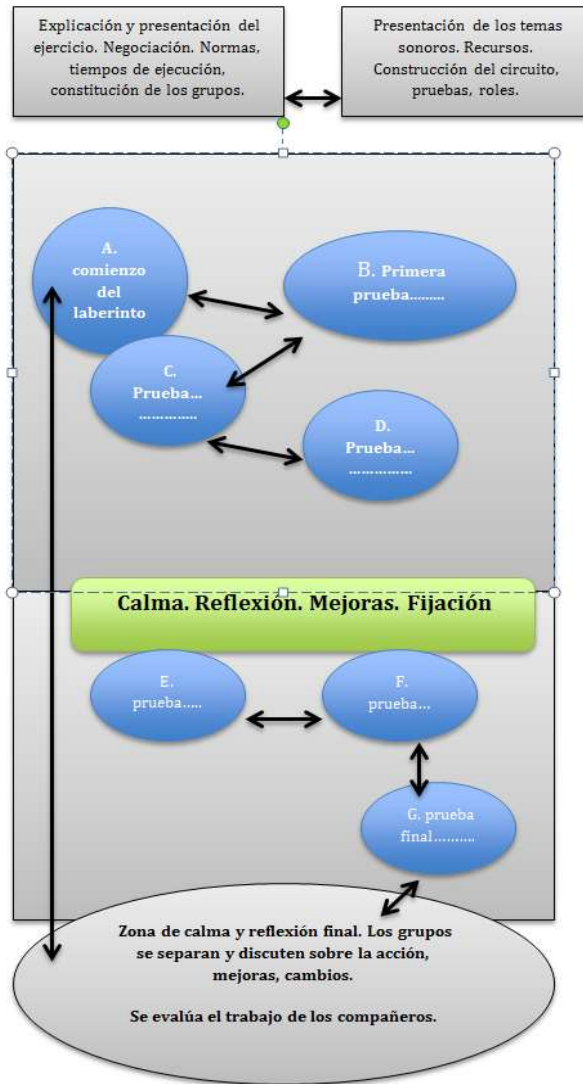 Explicación y presentación del
ejercicio. Negociación. Normas,
tiempos de ejecución,
constitución de los grupos.
Presentación de los temas
sonoros. Recursos.
Construcción del circuito,
pruebas, roles.
A.
comienzo
del
laberinto
B. Primera
prueba.........
C.
Prueba...
..............
D.
Prueba...
...............
Calma. Reflexión. Mejoras. Fijación
E.
prueba.....
F.
prueba...
G. prueba
final..........
Zona de calma y reflexión final. Los grupos
se separan y discuten sobre la acción,
mejoras, cambios.
Se evalúa el trabajo de los compañeros.